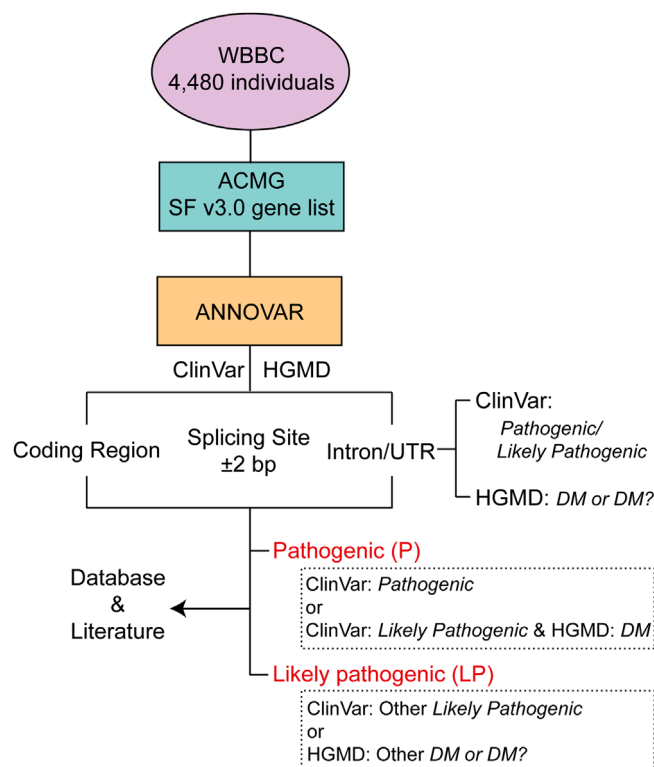 WBBC
4,480 individuals
ACMG
SF v3.0 gene list
ANNOVAR
ClinVar HGMD
Coding Region
Splicing Site
±2 bp
Intron/UTR
ClinVar:
Pathogenic/
Likely Pathogenic
HGMD: DM or DM?
Pathogenic (P)
ClinVar: Pathogenic
or
ClinVar: Likely Pathogenic & HGMD: DM
Database
&
Literature
Likely pathogenic (LP)
ClinVar: Other Likely Pathogenic
or
HGMD: Other DM or DM?